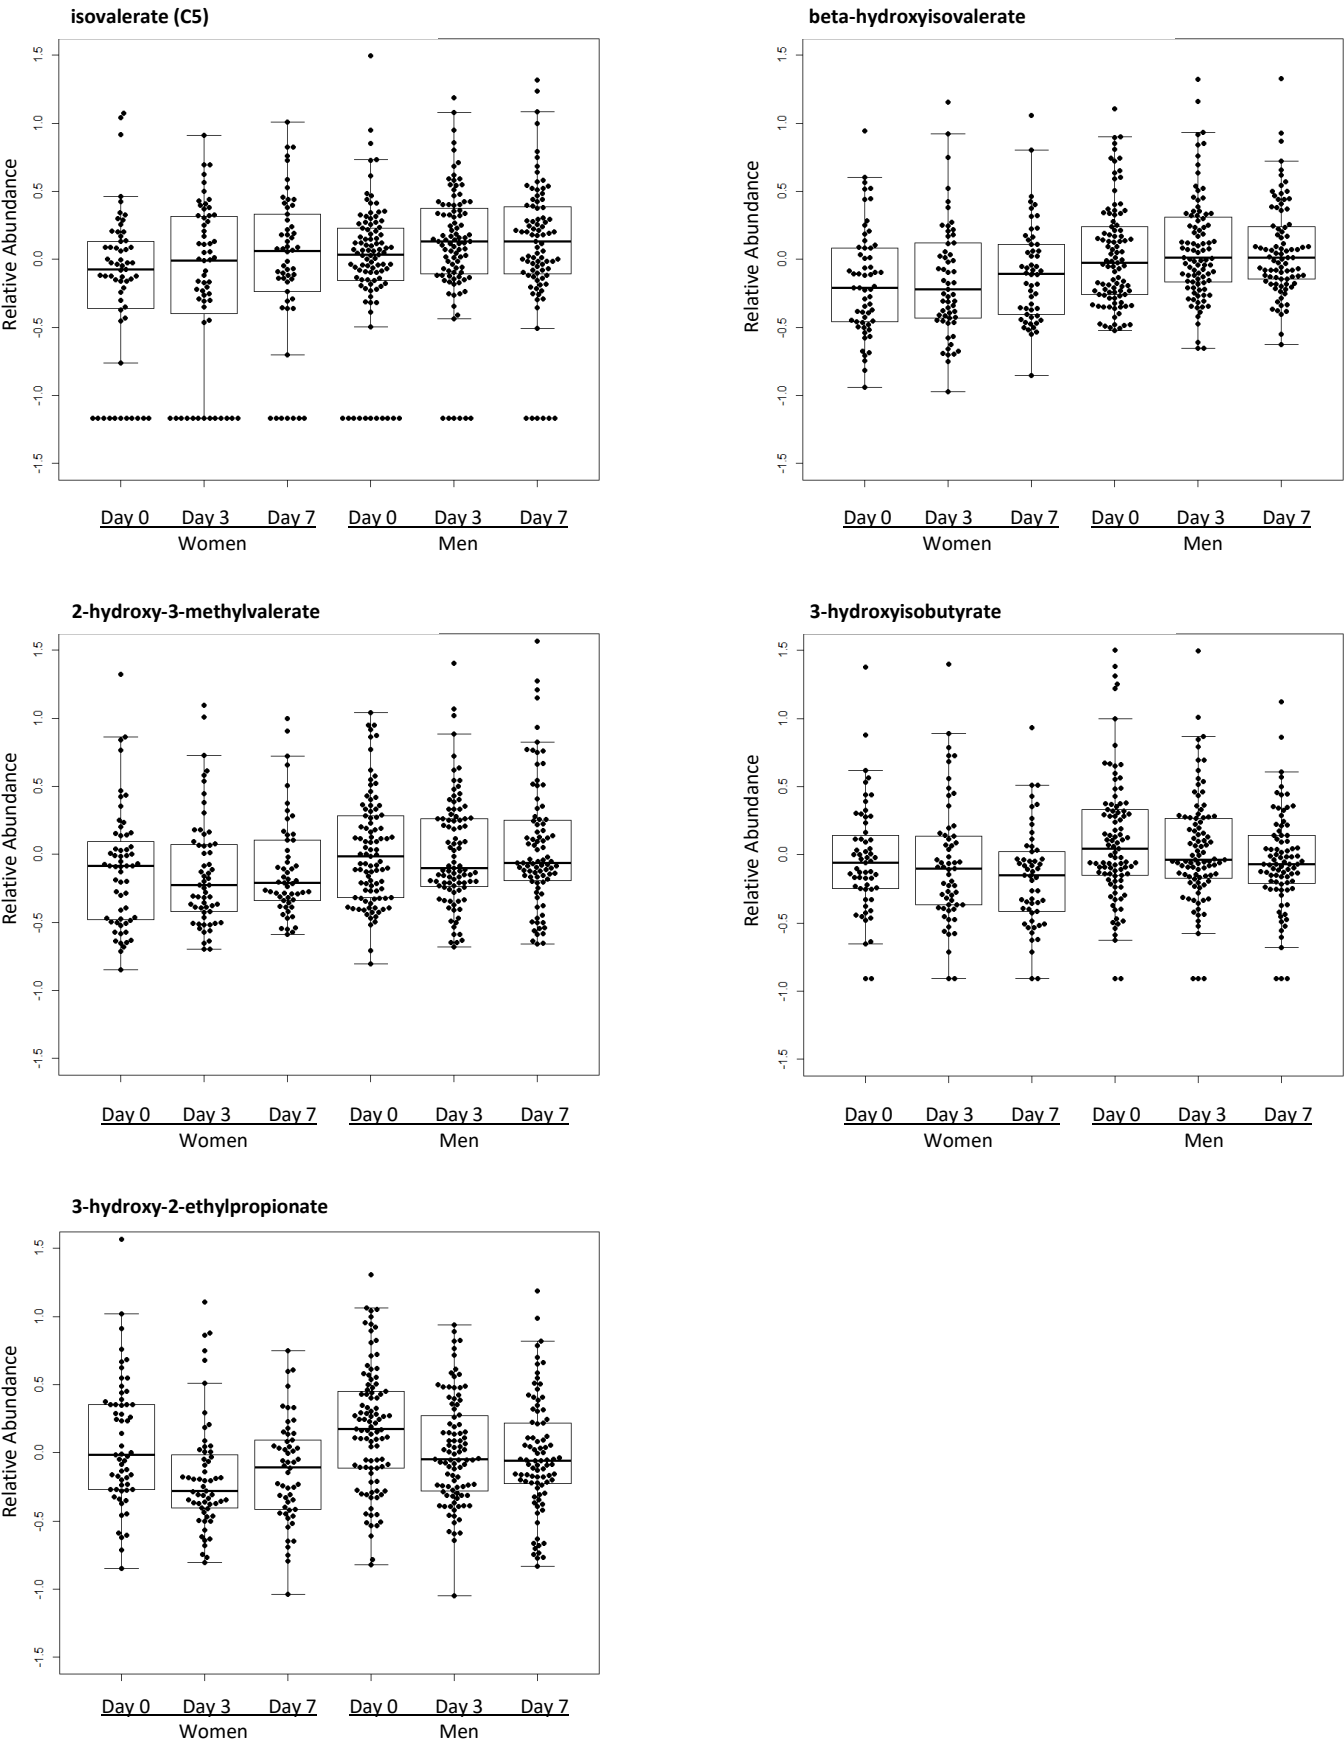 isovalerate (C5)
Relative Abundance
1.5
1.0
0.5
0.0
-0.5
-1.0
-1.5
Day 0 Day 3 Day 7 Day 0 Day 3 Day 7
Women Men
beta-hydroxyisovalerate
Relative Abundance
1.5
1.0
0.5
0.0
-0.5
-1.0
-1.5
Day 0 Day 3 Day 7 Day 0 Day 3 Day 7
Women Men
2-hydroxy-3-methylvalerate
Relative Abundance
1.5
1.0
0.5
0.0
-0.5
-1.0
-1.5
Day 0 Day 3 Day 7 Day 0 Day 3 Day 7
Women Men
3-hydroxyisobutyrate
Relative Abundance
1.5
1.0
0.5
0.0
-0.5
-1.0
-1.5
Day 0 Day 3 Day 7 Day 0 Day 3 Day 7
Women Men
3-hydroxy-2-ethylpropionate
Relative Abundance
1.5
1.0
0.5
0.0
-0.5
-1.0
-1.5
Day 0 Day 3 Day 7 Day 0 Day 3 Day 7
Women Men